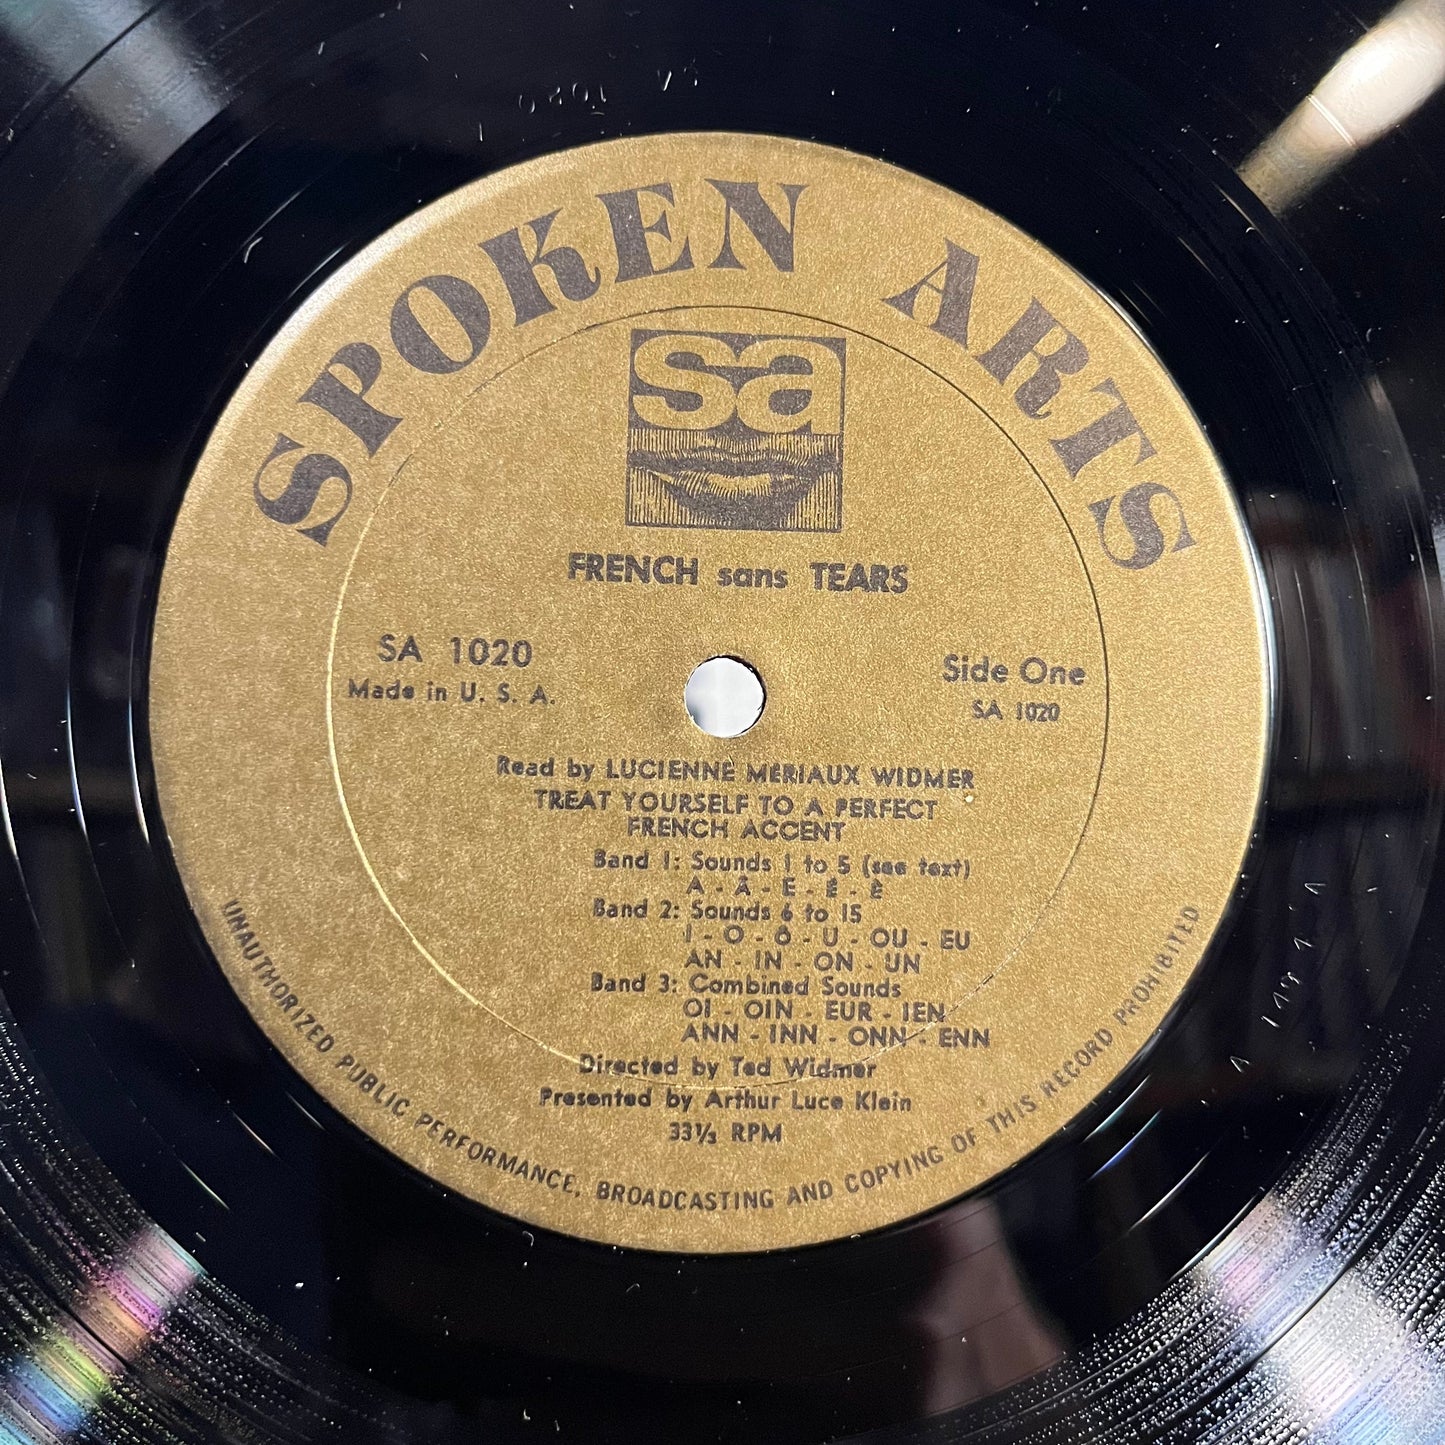 SPOKEN ARTS
sa
FRENCH sans TEARS
SA 1020
Made in U. S. A.
Side One
SA 1020
Read by LUCIENNE MERIAUX WIDMER
TREAT YOURSELF TO A PERFECT
FRENCH ACCENT
Band 1: Sounds 1 to 5 (see text)
A - Â - E - É - È
Band 2: Sounds 6 to 15
I - O - Ô - U - OU - EU
AN - IN - ON - UN
Band 3: Combined Sounds
OI - OIN - EUR - IEN
ANN - INN - ONN - ENN
Directed by Ted Widmer
Presented by Arthur Luce Klein
33⅓ RPM
UNAUTHORIZED PUBLIC PERFORMANCE, BROADCASTING AND COPYING OF THIS RECORD PROHIBITED
SA 1020